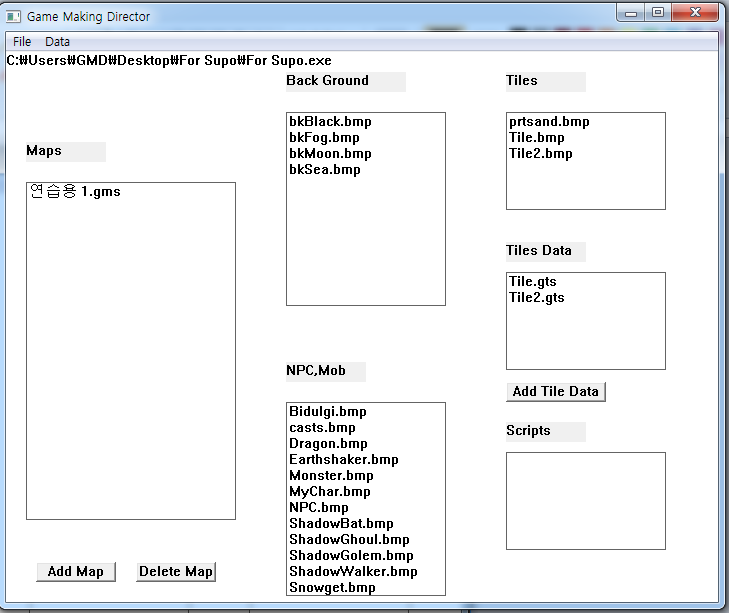 Game Making Director
File Data
C:₩Users₩GMD₩Desktop₩For Supo₩For Supo.exe
Maps
연습용 1.gms
Add Map
Delete Map
Back Ground
bkBlack.bmp
bkFog.bmp
bkMoon.bmp
bkSea.bmp
NPC,Mob
Bidulgi.bmp
casts.bmp
Dragon.bmp
Earthshaker.bmp
Monster.bmp
MyChar.bmp
NPC.bmp
ShadowBat.bmp
ShadowGhoul.bmp
ShadowGolem.bmp
ShadowWalker.bmp
Snowget.bmp
Tiles
prtsand.bmp
Tile.bmp
Tile2.bmp
Tiles Data
Tile.gts
Tile2.gts
Add Tile Data
Scripts